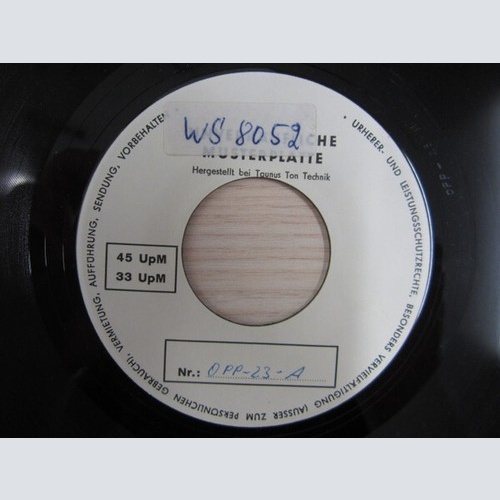 WS 8052
CHE
MUSTERPLATTE
Hergestellt bei Taunus Ton Technik
45 UpM
33 UpM
Nr.: OPP-23-A
* URHEBER- UND LEISTUNGSSCHUTZRECHTE, BESONDERS VERVIELFÄLTIGUNG (AUSSER ZUM PERSÖNLICHEN GEBRAUCH), VERMIETUNG, AUFFÜHRUNG, SENDUNG, VORBEHALTEN